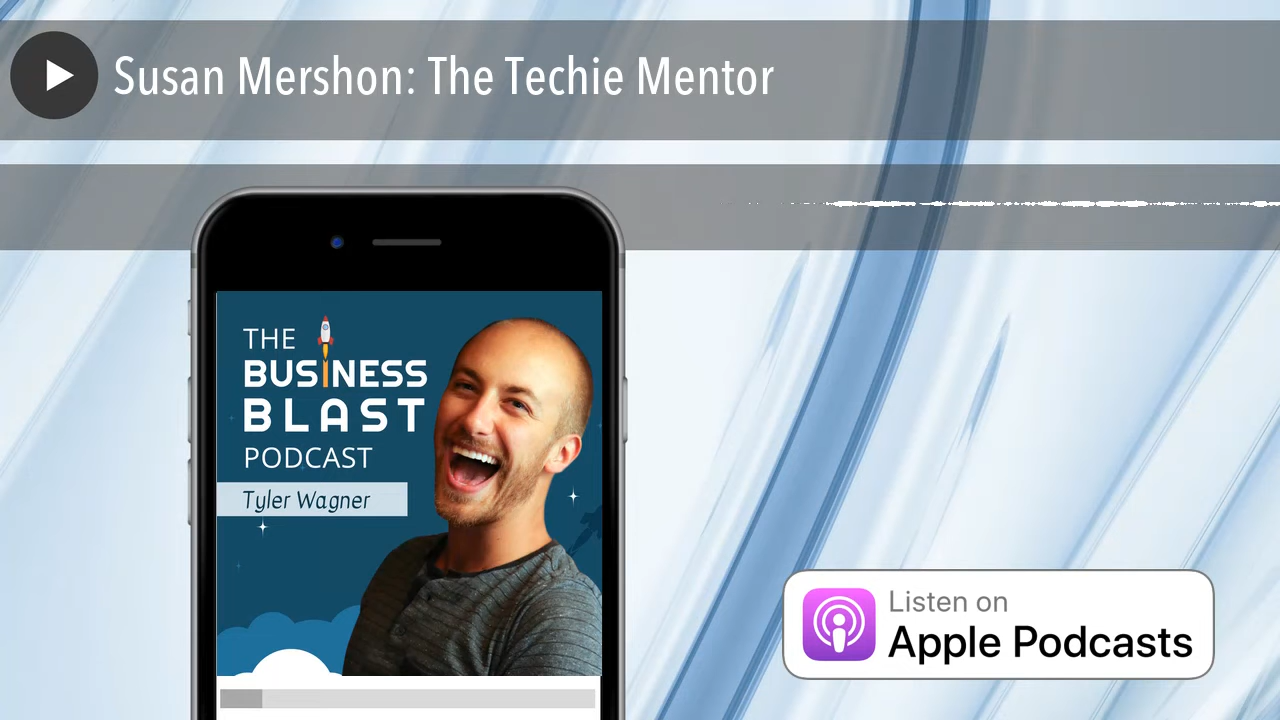 Susan Mershon: The Techie Mentor
THE
BUSINESS
BLAST
PODCAST
Tyler Wagner
Listen on
Apple Podcasts